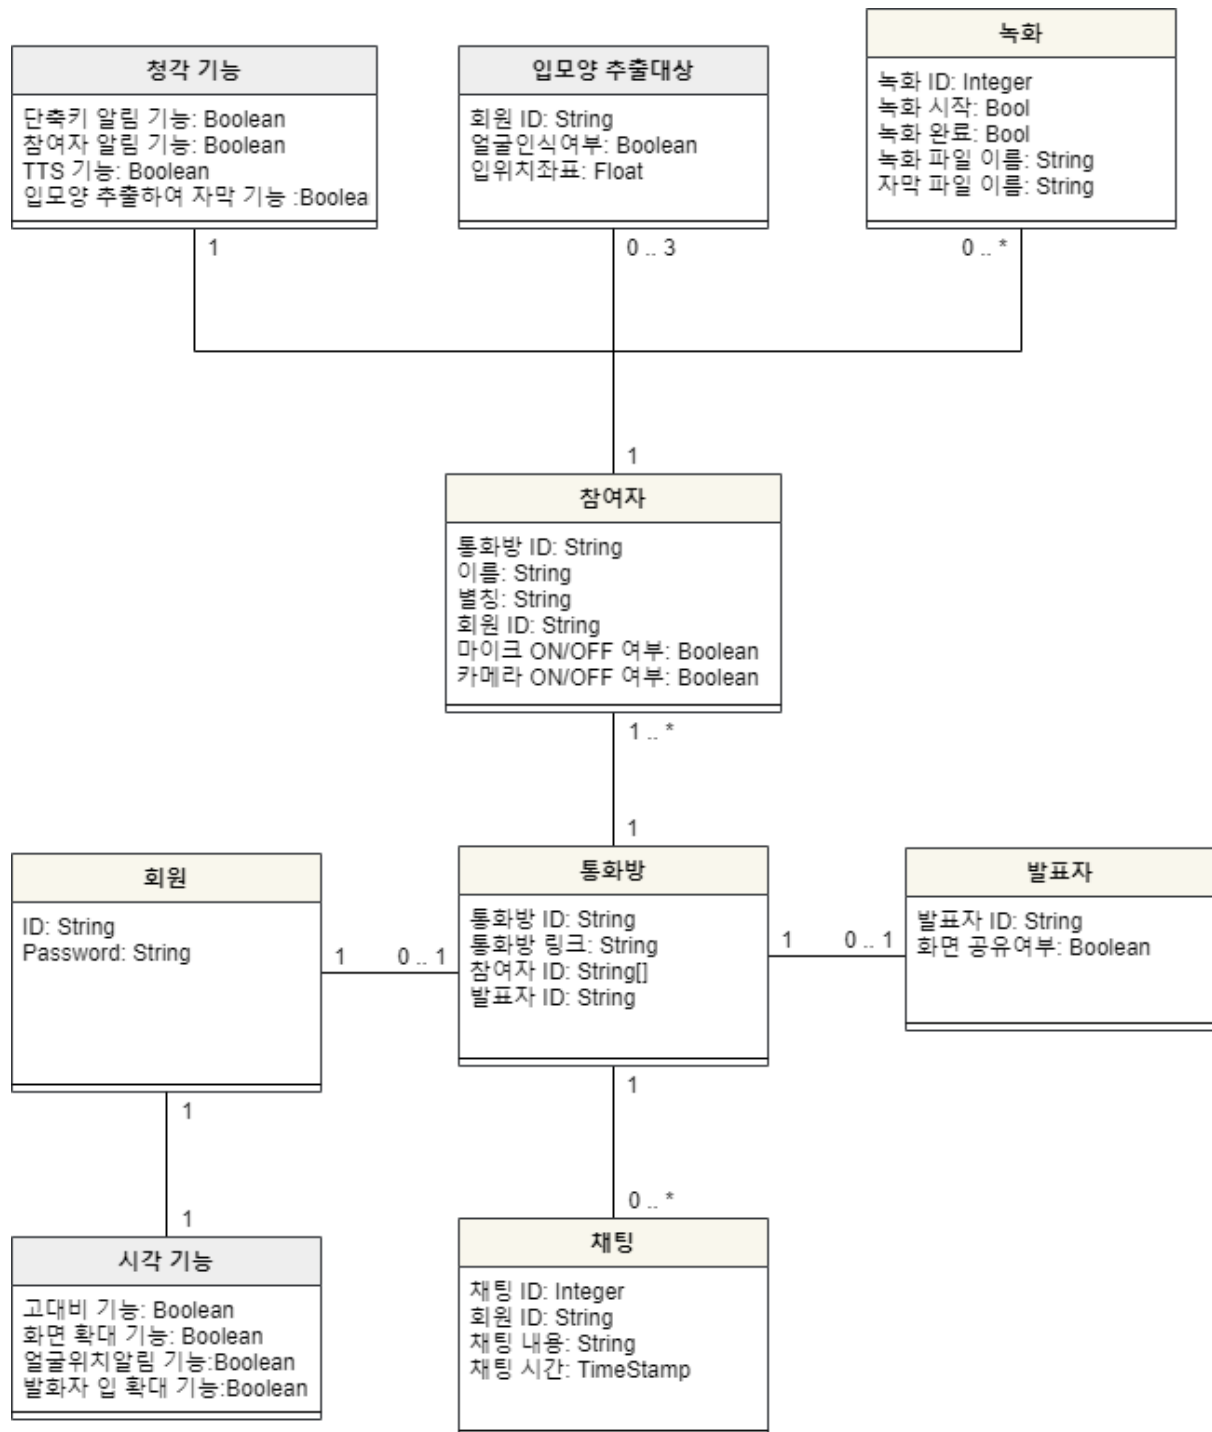 청각 기능
단축키 알림 기능: Boolean
참여자 알림 기능: Boolean
TTS 기능: Boolean
입모양 추출하여 자막 기능 :Boolea
1
입모양 추출대상
회원 ID: String
얼굴인식여부: Boolean
입위치좌표: Float
0 .. 3
녹화
녹화 ID: Integer
녹화 시작: Bool
녹화 완료: Bool
녹화 파일 이름: String
자막 파일 이름: String
0 .. *
1
참여자
통화방 ID: String
이름: String
별칭: String
회원 ID: String
마이크 ON/OFF 여부: Boolean
카메라 ON/OFF 여부: Boolean
1 .. *
1
회원
ID: String
Password: String
1 0 .. 1
통화방
통화방 ID: String
통화방 링크: String
참여자 ID: String[]
발표자 ID: String
1 0 .. 1
발표자
발표자 ID: String
화면 공유여부: Boolean
1
1
시각 기능
고대비 기능: Boolean
화면 확대 기능: Boolean
얼굴위치알림 기능:Boolean
발화자 입 확대 기능:Boolean
1
0 .. *
채팅
채팅 ID: Integer
회원 ID: String
채팅 내용: String
채팅 시간: TimeStamp